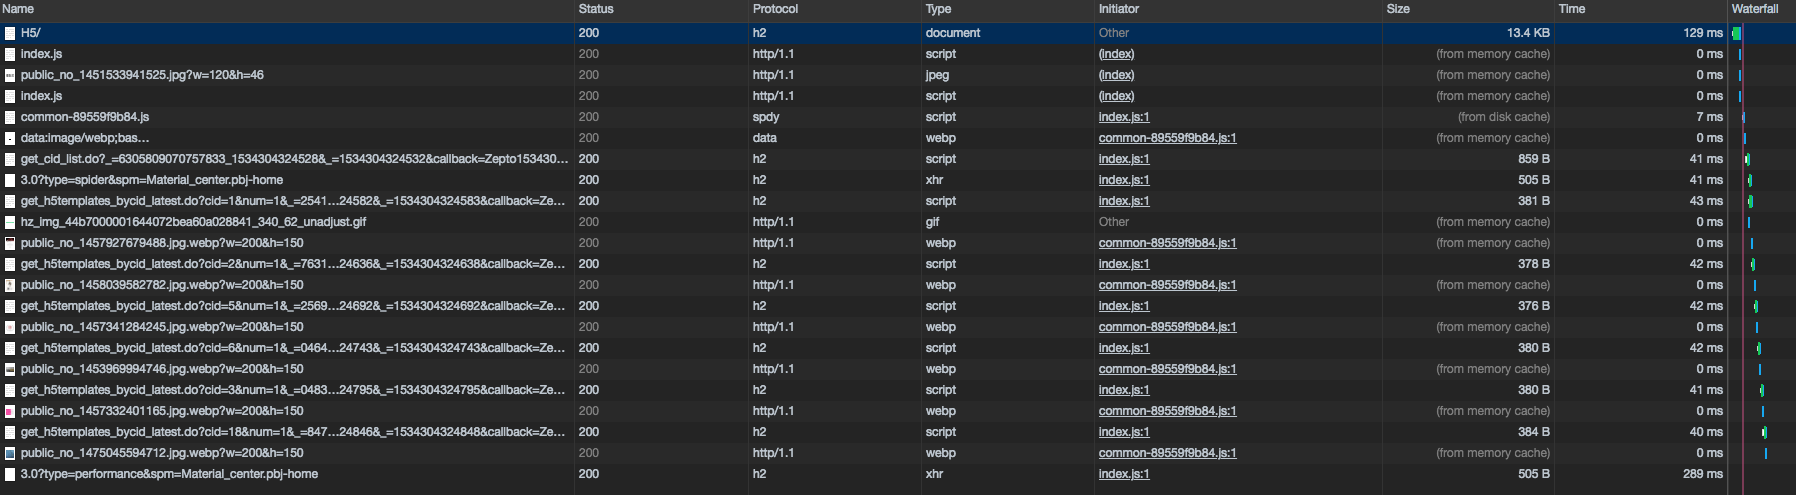 Name Status Protocol Type Initiator Size Time Waterfall
H5/ 200 h2 document Other 13.4 KB 129 ms
index.js 200 http/1.1 script (index) (from memory cache) 0 ms
public_no_1451533941525.jpg?w=120&h=46 200 http/1.1 jpeg (index) (from memory cache) 0 ms
index.js 200 http/1.1 script (index) (from memory cache) 0 ms
common-89559f9b84.js 200 spdy script index.js:1 (from disk cache) 7 ms
data:image/webp;bas... 200 data webp common-89559f9b84.js:1 (from memory cache) 0 ms
get_cid_list.do?_=6305809070757833_1534304324528&_=1534304324532&callback=Zepto153430... 200 h2 script index.js:1 859 B 41 ms
3.0?type=spider&spm=Material_center.pbj-home 200 h2 xhr index.js:1 505 B 41 ms
get_h5templates_bycid_latest.do?cid=1&num=1&_=2541...24582&_=1534304324583&callback=Ze... 200 h2 script index.js:1 381 B 43 ms
hz_img_44b7000001644072bea60a028841_340_62_unadjust.gif 200 http/1.1 gif Other (from memory cache) 0 ms
public_no_1457927679488.jpg.webp?w=200&h=150 200 http/1.1 webp common-89559f9b84.js:1 (from memory cache) 0 ms
get_h5templates_bycid_latest.do?cid=2&num=1&_=7631...24636&_=1534304324638&callback=Ze... 200 h2 script index.js:1 378 B 42 ms
public_no_1458039582782.jpg.webp?w=200&h=150 200 http/1.1 webp common-89559f9b84.js:1 (from memory cache) 0 ms
get_h5templates_bycid_latest.do?cid=5&num=1&_=2569...24692&_=1534304324692&callback=Ze... 200 h2 script index.js:1 376 B 42 ms
public_no_1457341284245.jpg.webp?w=200&h=150 200 http/1.1 webp common-89559f9b84.js:1 (from memory cache) 0 ms
get_h5templates_bycid_latest.do?cid=6&num=1&_=0464...24743&_=1534304324743&callback=Ze... 200 h2 script index.js:1 380 B 42 ms
public_no_1453969994746.jpg.webp?w=200&h=150 200 http/1.1 webp common-89559f9b84.js:1 (from memory cache) 0 ms
get_h5templates_bycid_latest.do?cid=3&num=1&_=0483...24795&_=1534304324795&callback=Ze... 200 h2 script index.js:1 380 B 41 ms
public_no_1457332401165.jpg.webp?w=200&h=150 200 http/1.1 webp common-89559f9b84.js:1 (from memory cache) 0 ms
get_h5templates_bycid_latest.do?cid=18&num=1&_=847...24846&_=1534304324848&callback=Ze... 200 h2 script index.js:1 384 B 40 ms
public_no_1475045594712.jpg.webp?w=200&h=150 200 http/1.1 webp common-89559f9b84.js:1 (from memory cache) 0 ms
3.0?type=performance&spm=Material_center.pbj-home 200 h2 xhr index.js:1 505 B 289 ms